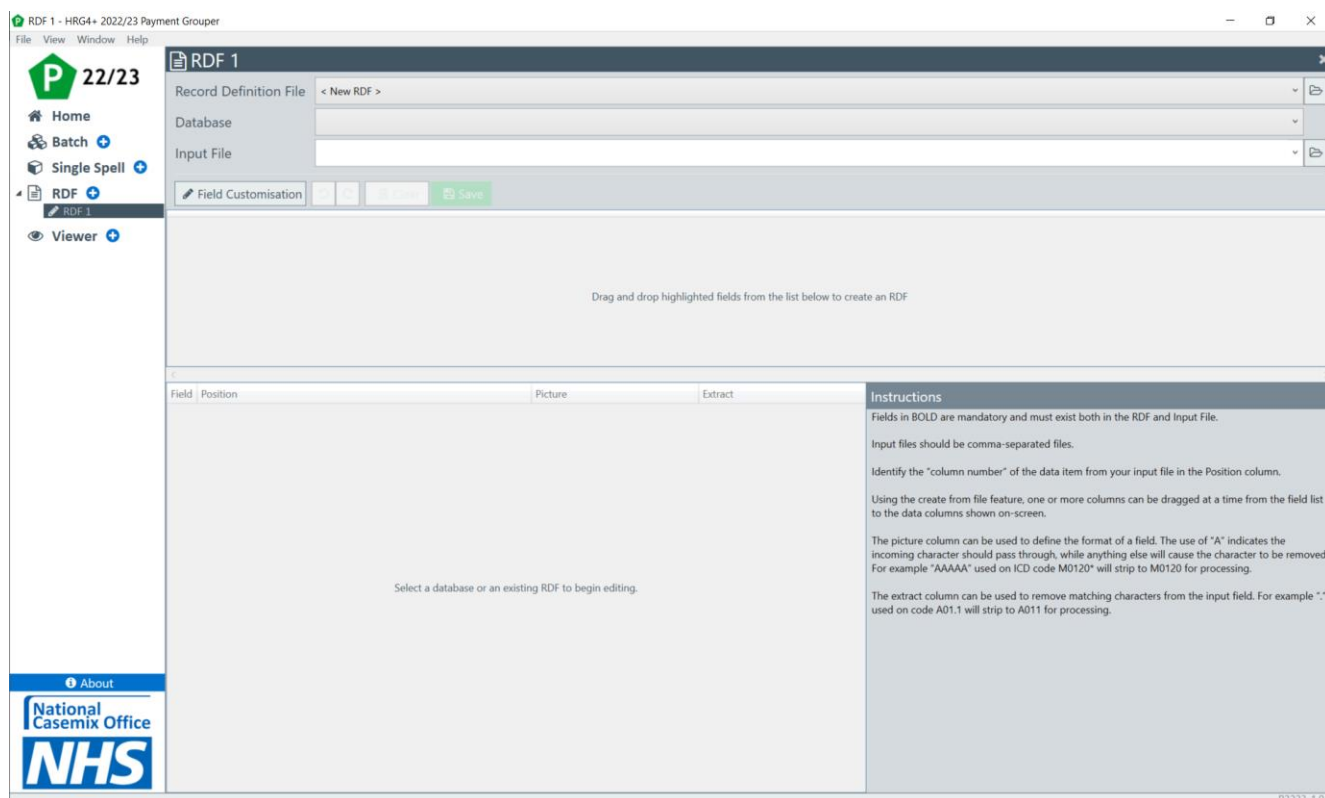 RDF 1 - HRG4+ 2022/23 Payment Grouper
File View Window Help
P 22/23
Home
Batch
Single Spell
RDF
RDF 1
Viewer
RDF 1
Record Definition File < New RDF >
Database
Input File
Field Customisation Clear Save
Drag and drop highlighted fields from the list below to create an RDF
Field Position Picture Extract
Select a database or an existing RDF to begin editing.
Instructions
Fields in BOLD are mandatory and must exist both in the RDF and Input File.
Input files should be comma-separated files.
Identify the "column number" of the data item from your input file in the Position column.
Using the create from file feature, one or more columns can be dragged at a time from the field list
to the data columns shown on-screen.
The picture column can be used to define the format of a field. The use of "A" indicates the
incoming character should pass through, while anything else will cause the character to be removed
For example "AAAAA" used on ICD code M0120* will strip to M0120 for processing.
The extract column can be used to remove matching characters from the input field. For example "."
used on code A01.1 will strip to A011 for processing.
About
National
Casemix Office
NHS